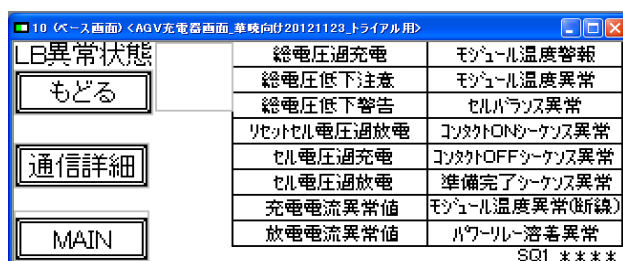 10 (ベース画面) <AGV充電器画面_華暁向け20121123_トライアル用>
LB異常状態
もどる
通信詳細
MAIN
総電圧過充電 モジュール温度警報
総電圧低下注意 モジュール温度異常
総電圧低下警告 セルバランス異常
リセットセル電圧過放電 コンタクトONシーケンス異常
セル電圧過充電 コンタクトOFFシーケンス異常
セル電圧過放電 準備完了シーケンス異常
充電電流異常値 モジュール温度異常(断線)
放電電流異常値 パワーリレー溶着異常
SQ1 ****